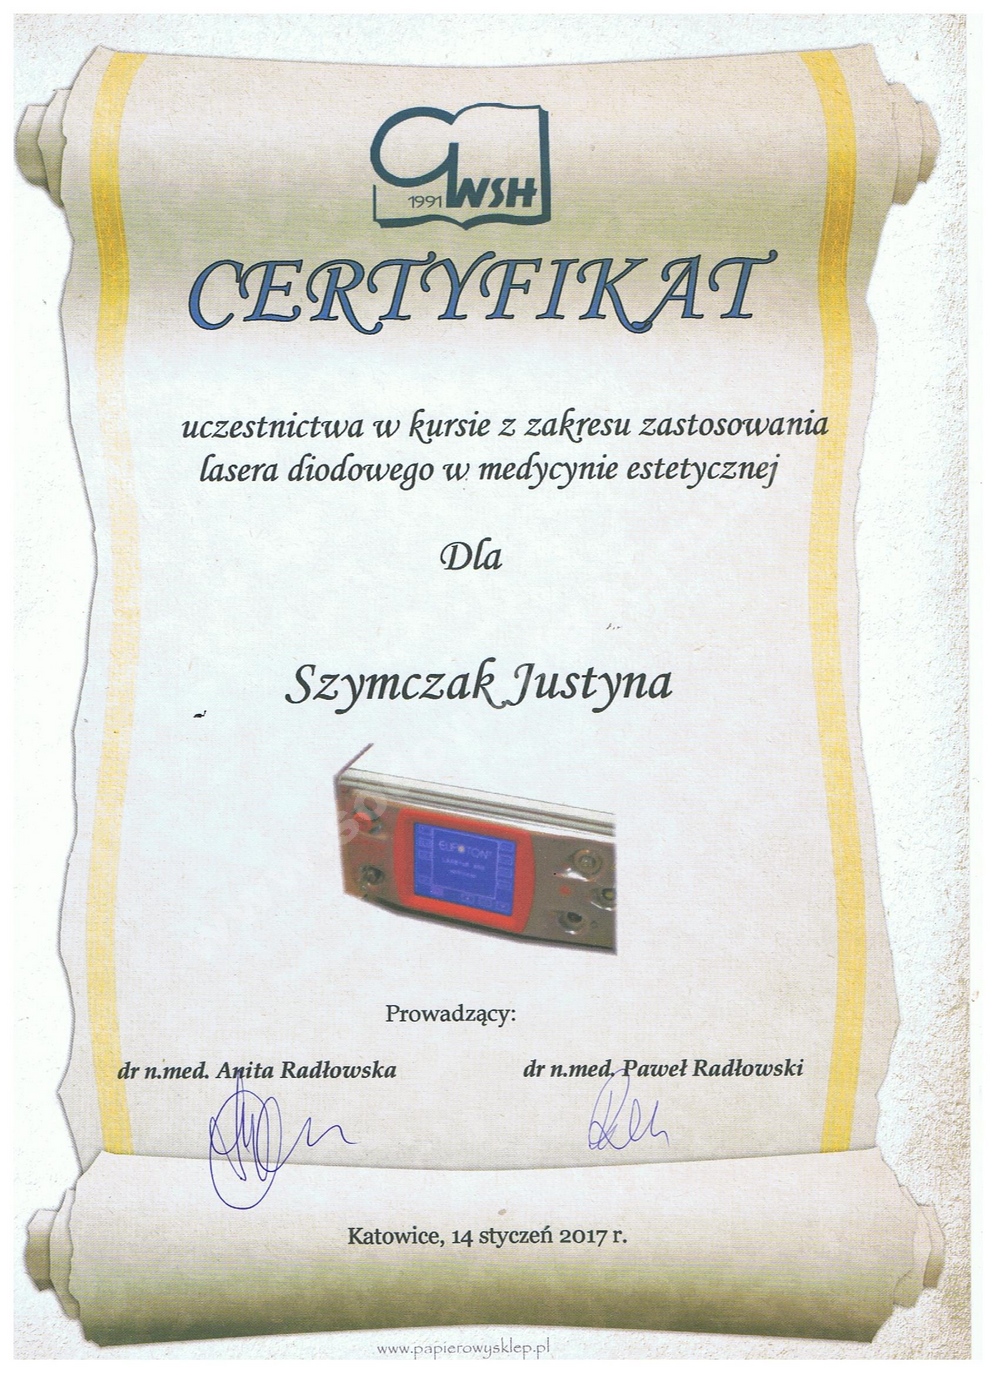 1991 GWSH
CERTYFIKAT
uczestnictwa w kursie z zakresu zastosowania
lasera diodowego w medycynie estetycznej
Dla
Szymczak Justyna
Prowadzący:
dr n.med. Anita Radłowska dr n.med. Paweł Radłowski
Katowice, 14 styczeń 2017 r.
www.papierowysklep.pl